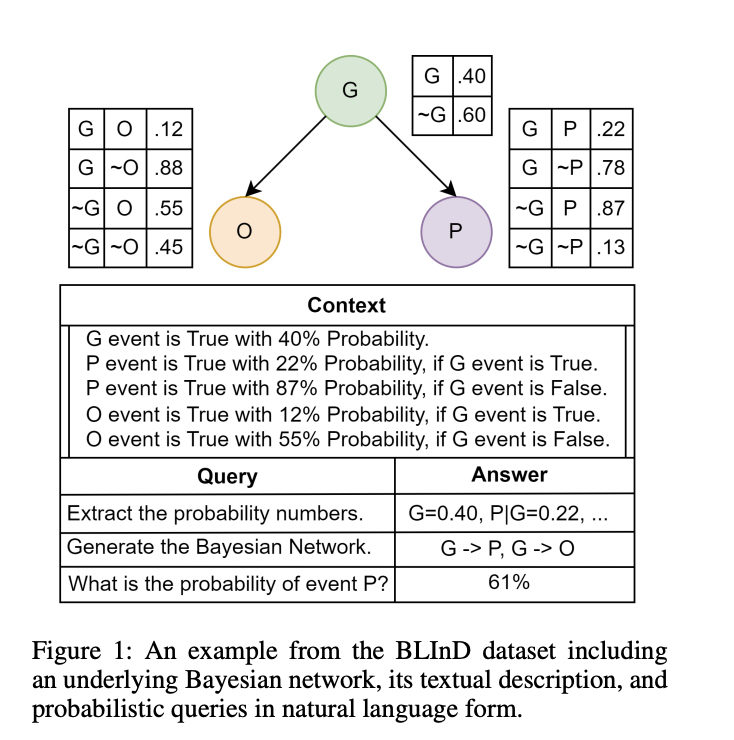 G
G .40
~G .60
G O .12
G ~O .88
~G O .55
~G ~O .45
O
P
G P .22
G ~P .78
~G P .87
~G ~P .13
Context
G event is True with 40% Probability.
P event is True with 22% Probability, if G event is True.
P event is True with 87% Probability, if G event is False.
O event is True with 12% Probability, if G event is True.
O event is True with 55% Probability, if G event is False.
Query Answer
Extract the probability numbers. G=0.40, P|G=0.22, ...
Generate the Bayesian Network. G -> P, G -> O
What is the probability of event P? 61%
Figure 1: An example from the BLInD dataset including
an underlying Bayesian network, its textual description, and
probabilistic queries in natural language form.